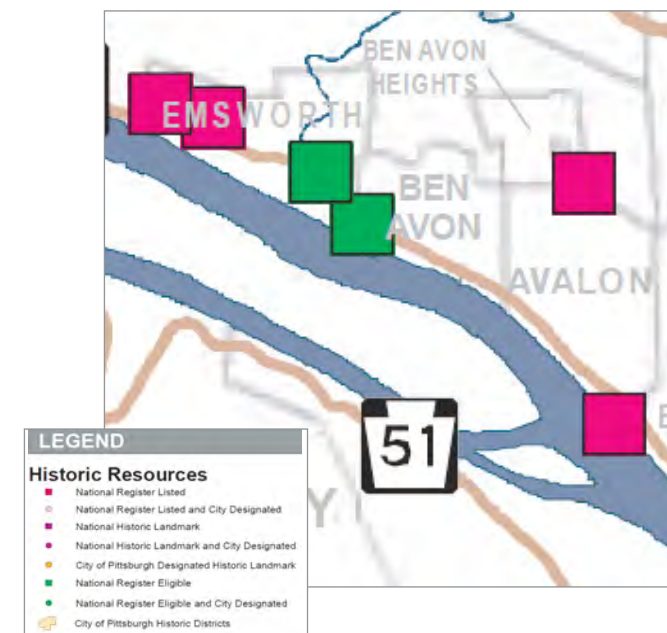 BEN AVON
HEIGHTS
EMSWORTH
BEN
AVON
AVALON
51
LEGEND
Historic Resources
National Register Listed
National Register Listed and City Designated
National Historic Landmark
National Historic Landmark and City Designated
City of Pittsburgh Designated Historic Landmark
National Register Eligible
National Register Eligible and City Designated
City of Pittsburgh Historic Districts